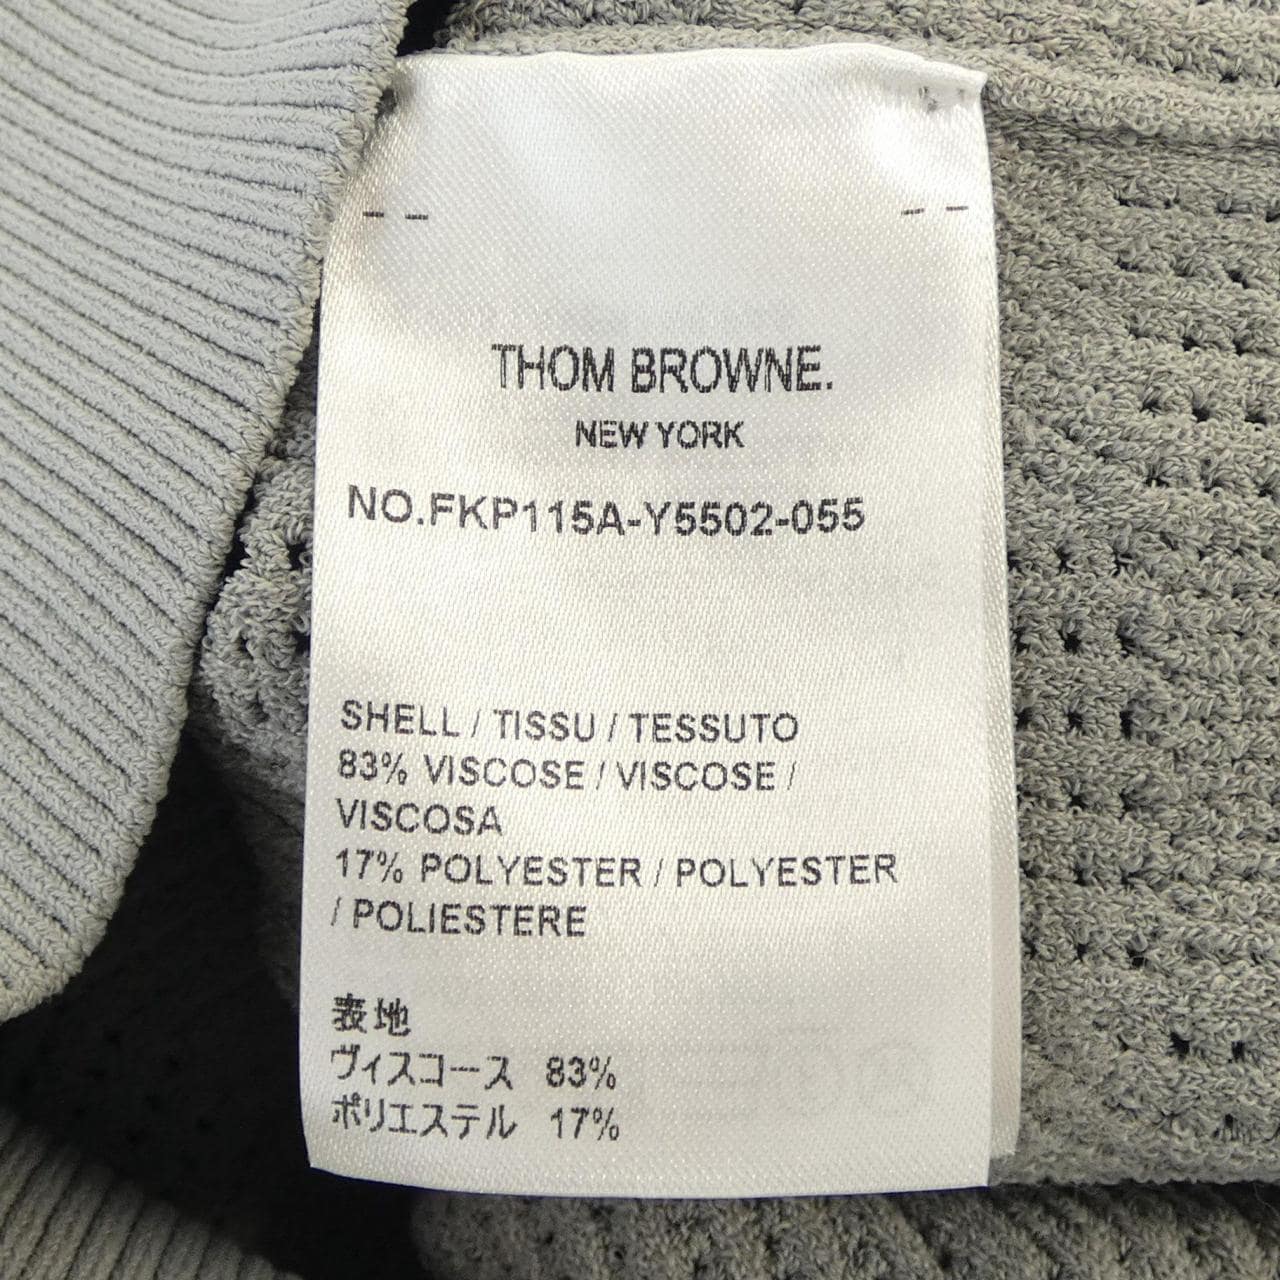 THOM BROWNE.
NEW YORK
NO.FKP115A-Y5502-055
SHELL / TISSU / TESSUTO
83% VISCOSE / VISCOSE /
VISCOSA
17% POLYESTER / POLYESTER
/ POLIESTERE
表地
ヴィスコース 83%
ポリエステル 17%